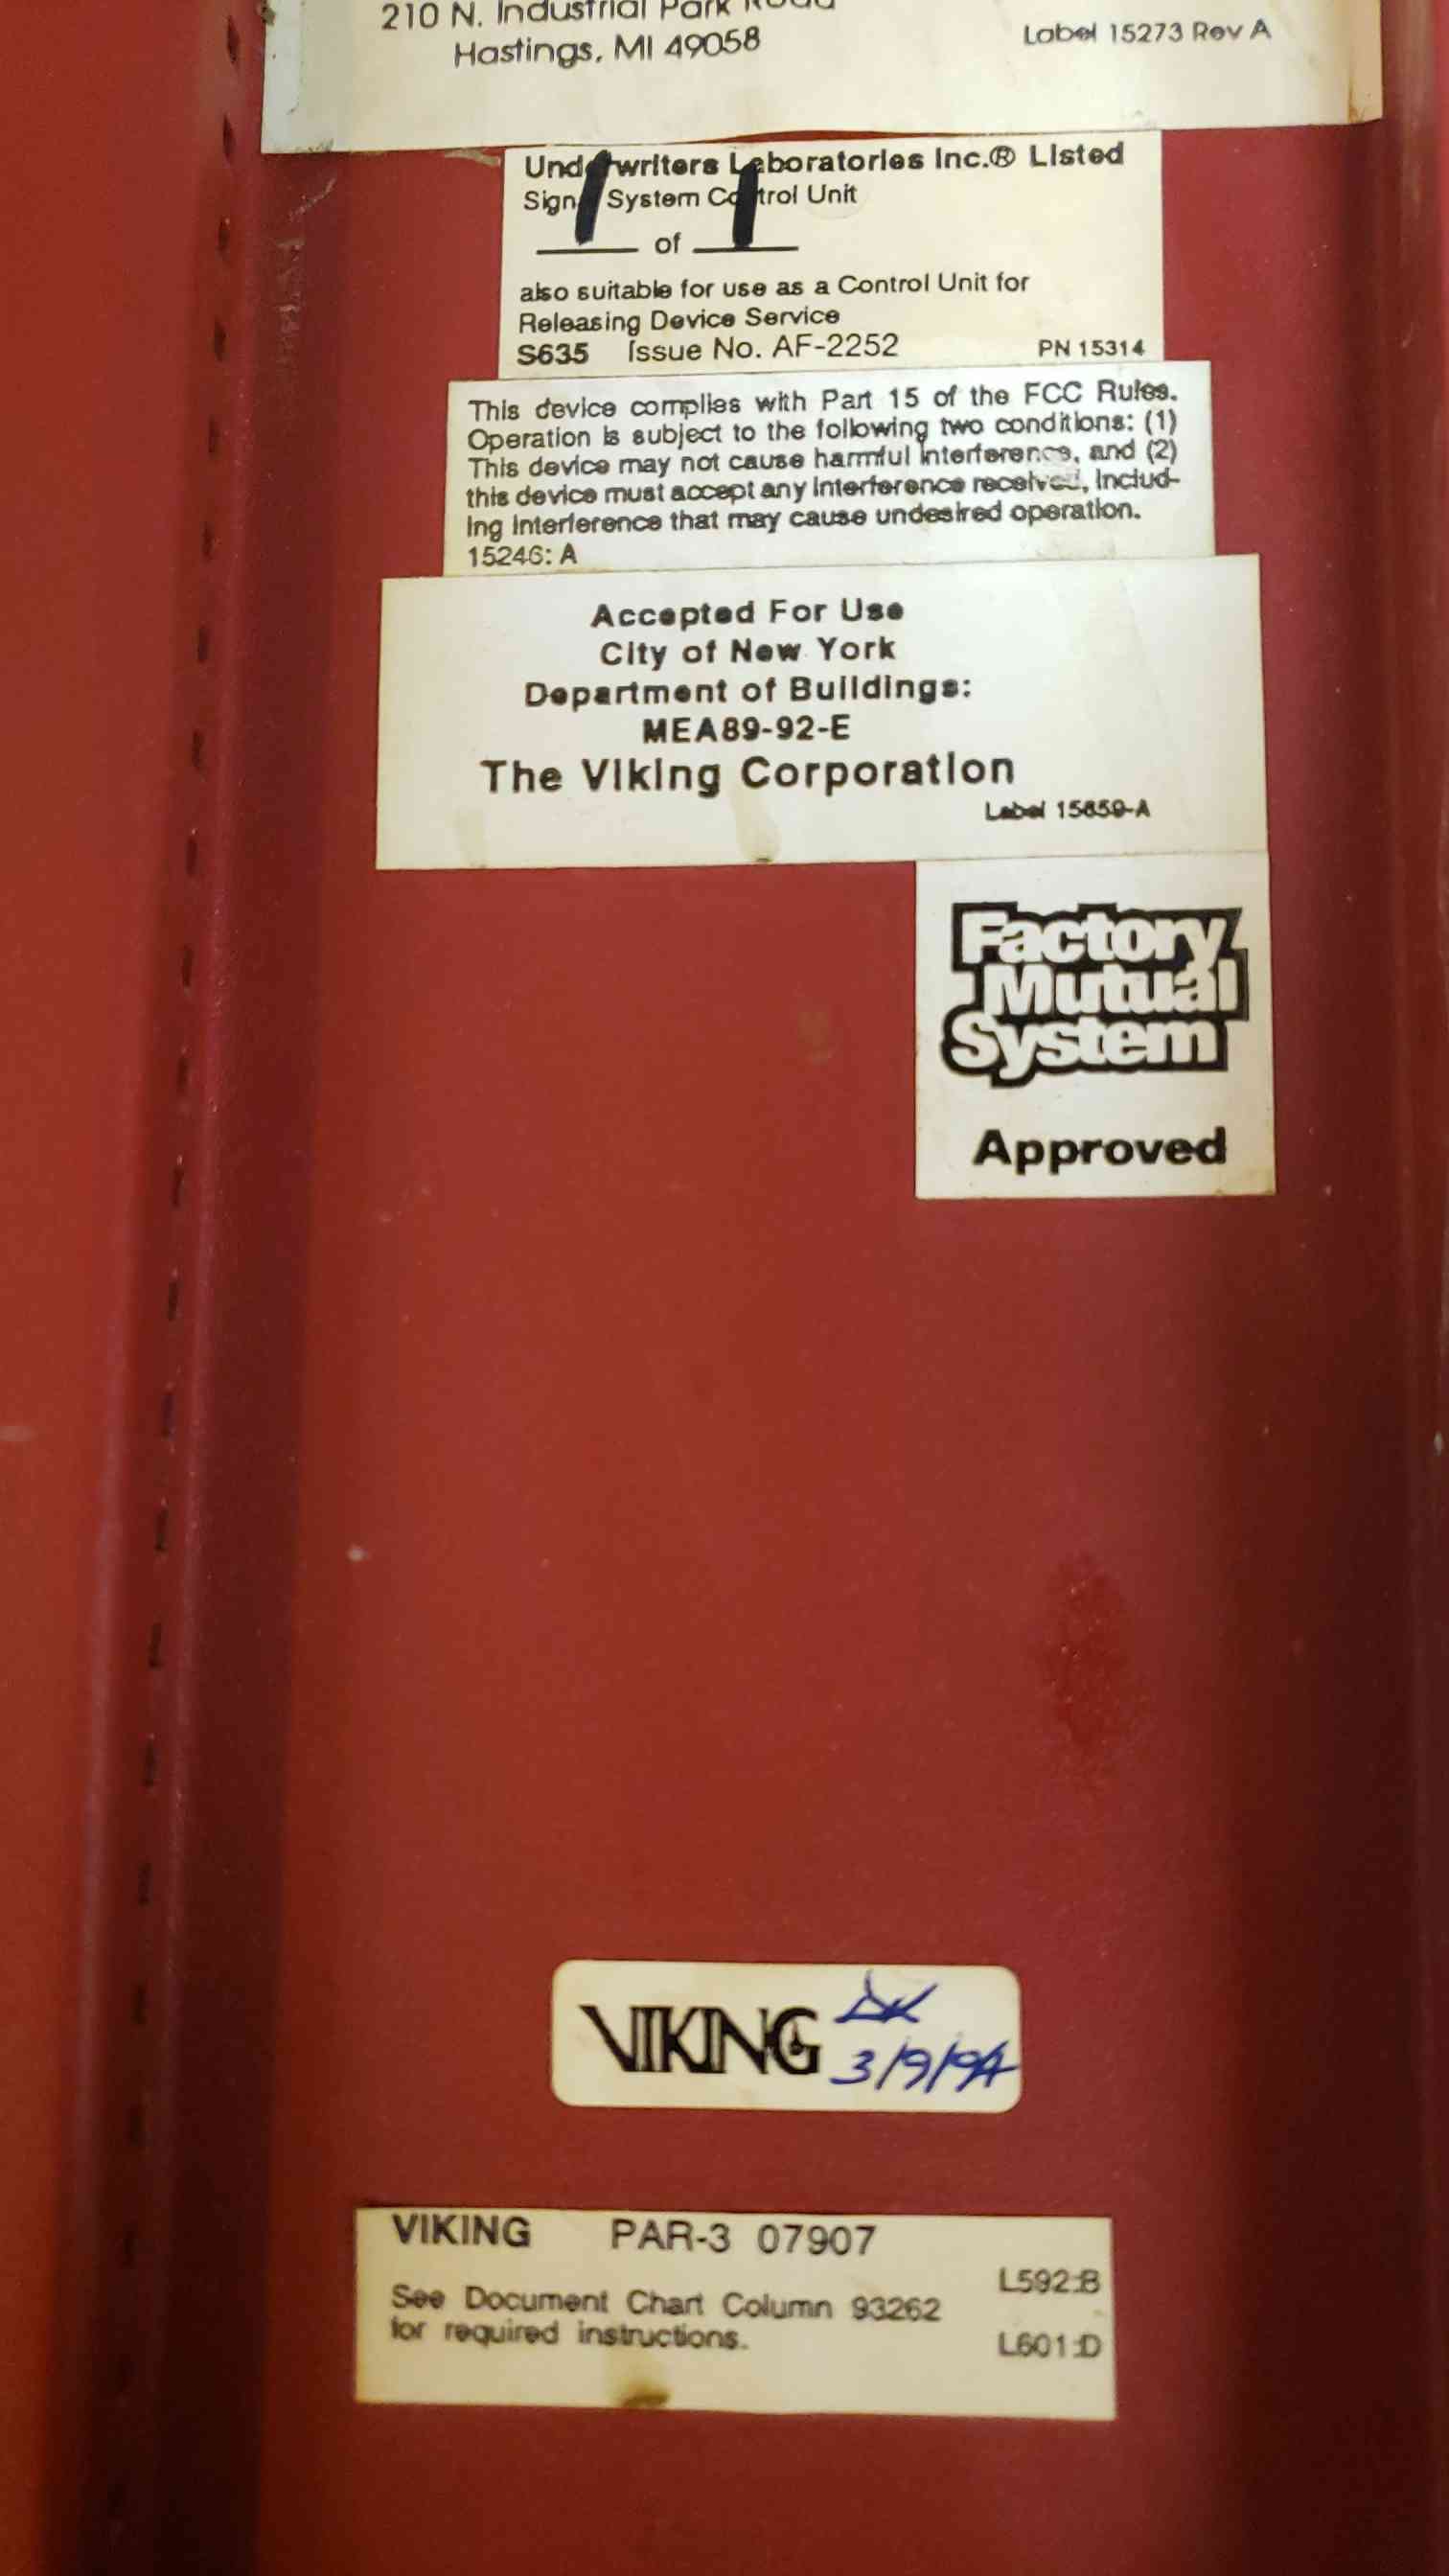 210 N. Industrial Park Road
Hastings, MI 49058
Label 15273 Rev A
Underwriters Laboratories Inc.® Listed
Signal System Control Unit
1 of 1
also suitable for use as a Control Unit for
Releasing Device Service
S635 Issue No. AF-2252 PN 15314
This device complies with Part 15 of the FCC Rules.
Operation is subject to the following two conditions: (1)
This device may not cause harmful interference, and (2)
this device must accept any interference received, includ-
ing interference that may cause undesired operation.
15246: A
Accepted For Use
City of New York
Department of Buildings:
MEA89-92-E
The Viking Corporation
Label 15659-A
Factory
Mutual
System
Approved
VIKING
3/9/94
VIKING PAR-3 07907
L592:B
See Document Chart Column 93262
for required instructions.
L601:D